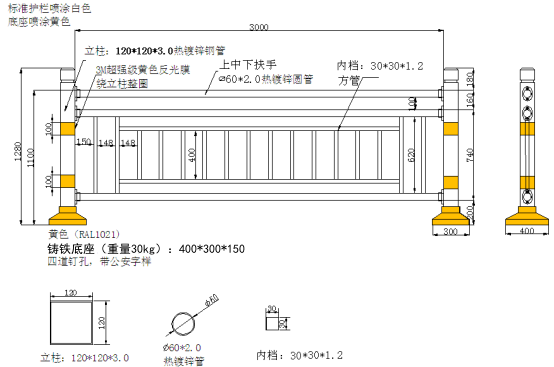 标准护栏喷涂白色
底座喷涂黄色
3000
立柱：120*120*3.0热镀锌钢管
3M超强级黄色反光膜
绕立柱整圈
上中下扶手
⌀60*2.0热镀锌圆管
内档：30*30*1.2
方管
180
160
100
740
620
400
200
100
100
150
148
148
1280
1100
300
400
黄色（RAL1021）
铸铁底座（重量30kg）：400*300*150
四道钉孔，带公安字样
120
120
立柱：120*120*3.0
⌀60
⌀60*2.0
热镀锌管
30
30
内档：30*30*1.2